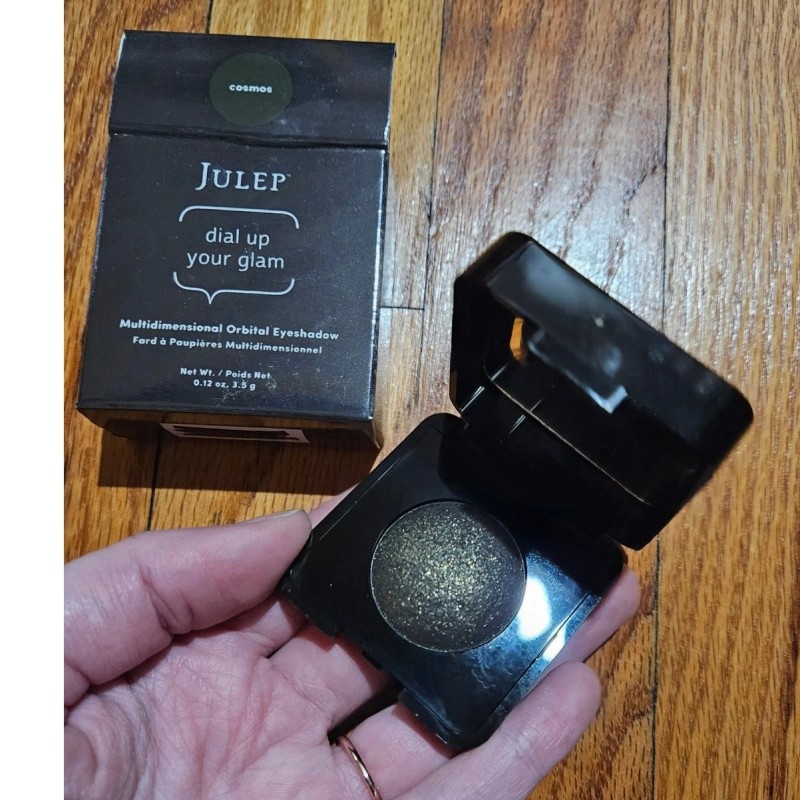 cosmos
JULEP™
dial up
your glam
Multidimensional Orbital Eyeshadow
Fard à Paupières Multidimensionnel
Net Wt. / Poids Net
0.12 oz. 3.5 g